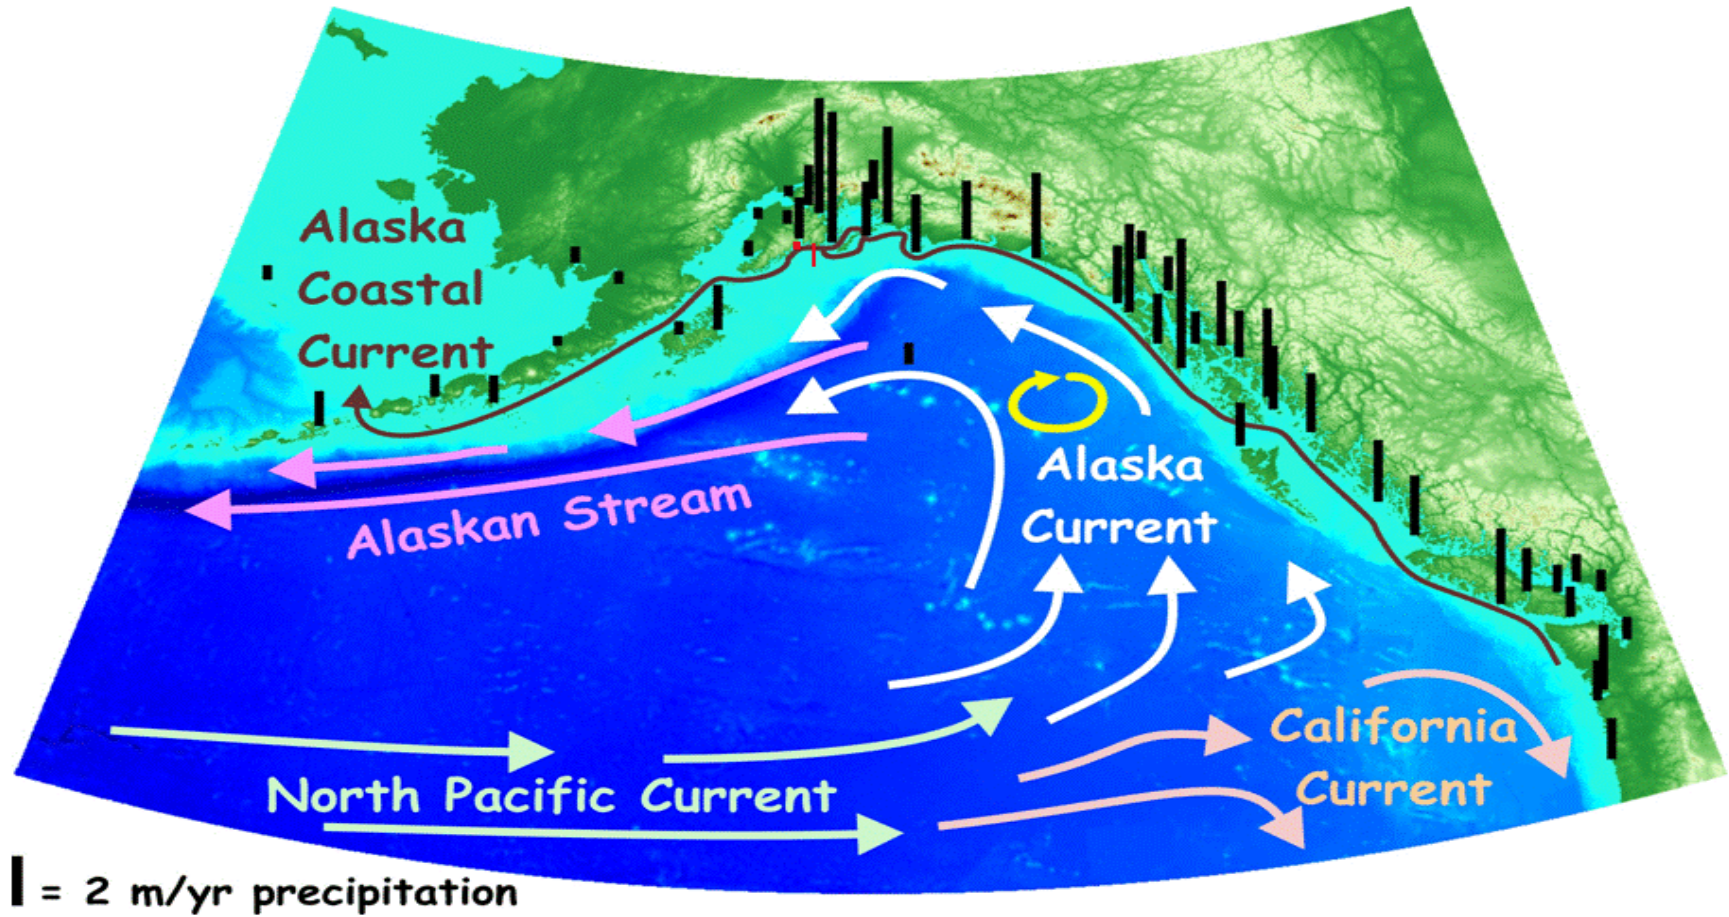 Alaska
Coastal
Current
Alaska
Current
Alaskan Stream
California
Current
North Pacific Current
= 2 m/yr precipitation